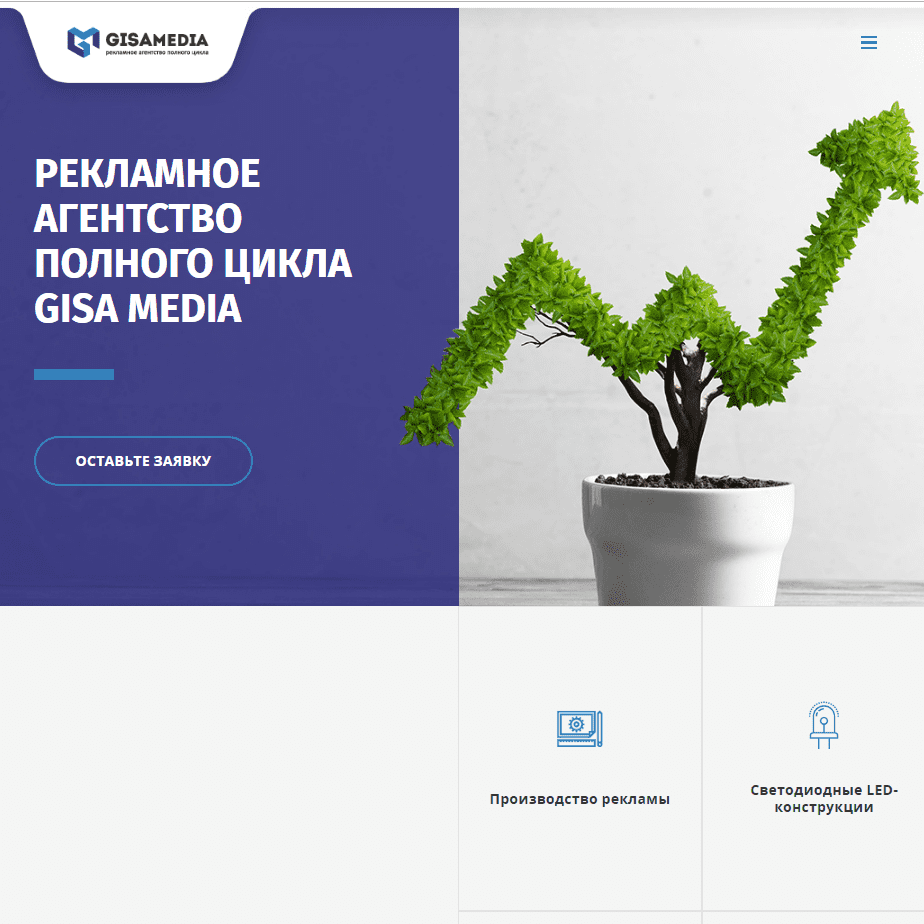 GISAMEDIA
рекламное агентство полного цикла
РЕКЛАМНОЕ
АГЕНТСТВО
ПОЛНОГО ЦИКЛА
GISA MEDIA
ОСТАВЬТЕ ЗАЯВКУ
Производство рекламы
Светодиодные LED-
конструкции